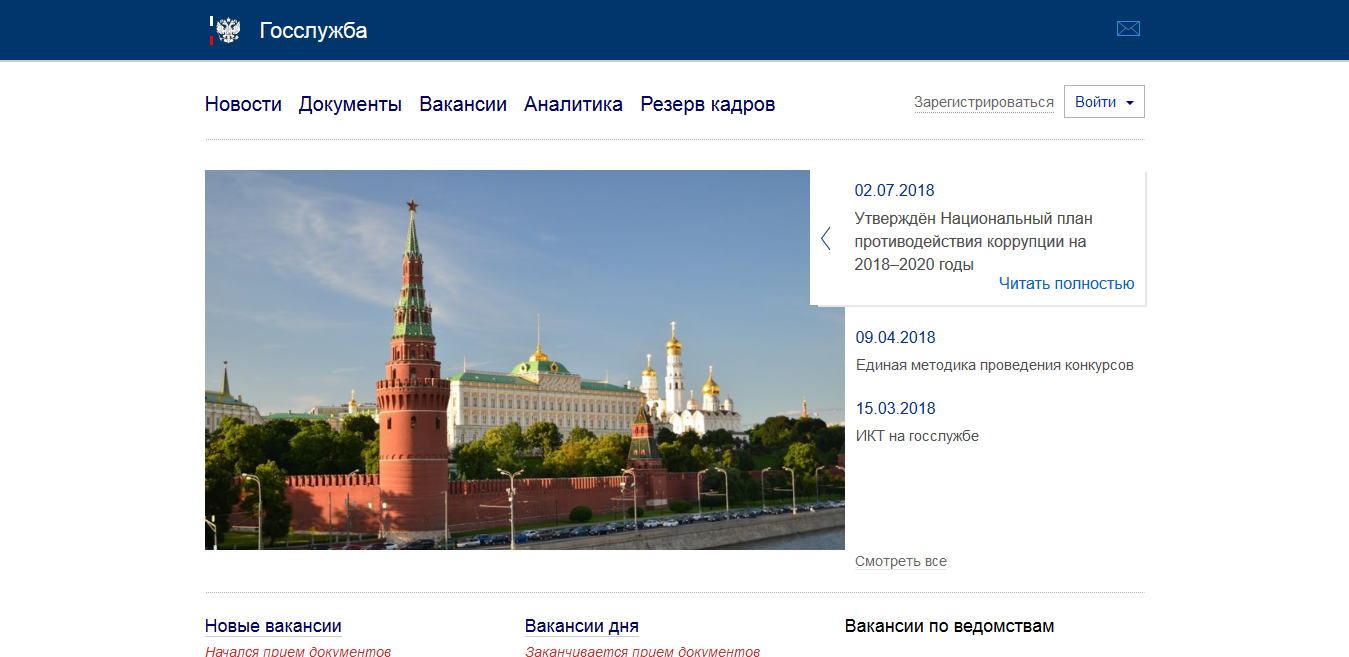 Госслужба
Новости Документы Вакансии Аналитика Резерв кадров
Зарегистрироваться Войти
02.07.2018
Утверждён Национальный план
противодействия коррупции на
2018–2020 годы
Читать полностью
09.04.2018
Единая методика проведения конкурсов
15.03.2018
ИКТ на госслужбе
Смотреть все
Новые вакансии
Начался прием документов
Вакансии дня
Заканчивается прием документов
Вакансии по ведомствам